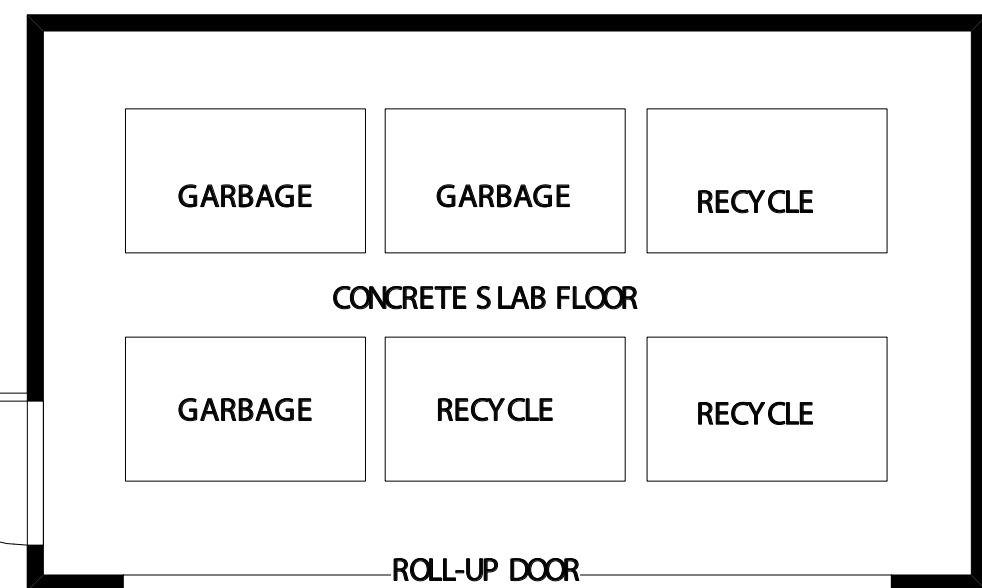 GARBAGE
GARBAGE
RECYCLE
CONCRETE SLAB FLOOR
GARBAGE
RECYCLE
RECYCLE
ROLL-UP DOOR